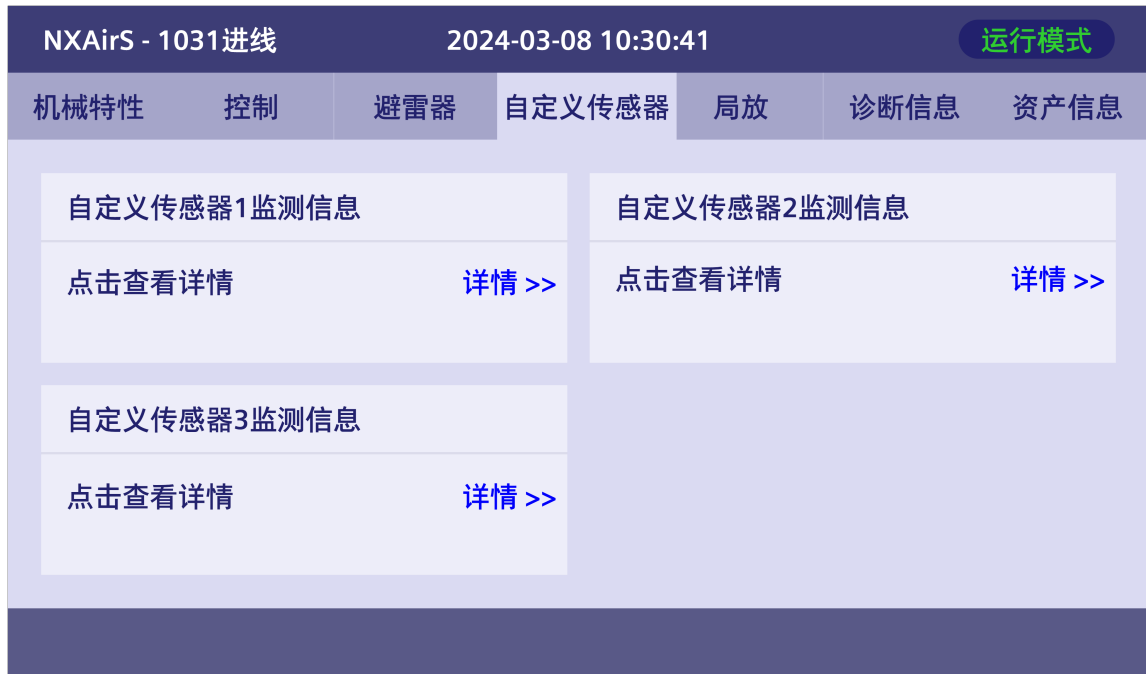 NXAirS - 1031进线 2024-03-08 10:30:41 运行模式
机械特性 控制 避雷器 自定义传感器 局放 诊断信息 资产信息
自定义传感器1监测信息
点击查看详情 详情 >>
自定义传感器2监测信息
点击查看详情 详情 >>
自定义传感器3监测信息
点击查看详情 详情 >>